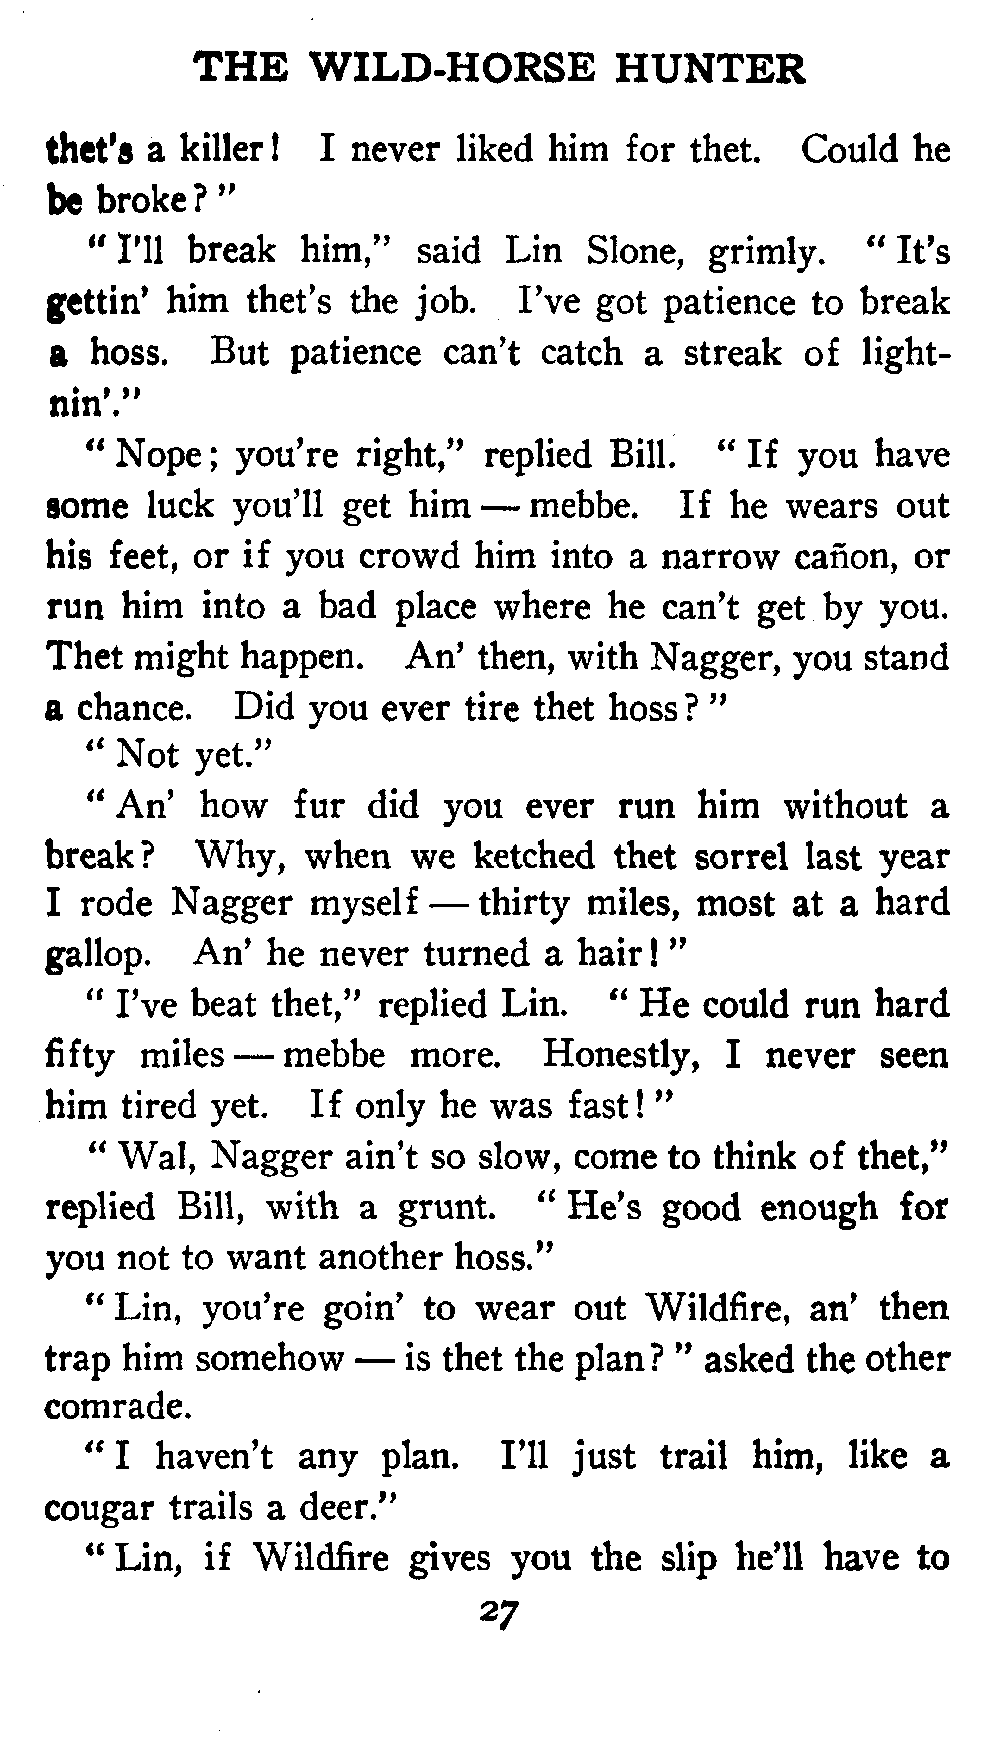 THE WILD-HORSE HUNTER
thet's a killer! I never liked him for thet. Could he
be broke?"
"I'll break him," said Lin Slone, grimly. "It's
gettin' him thet's the job. I've got patience to break
a hoss. But patience can't catch a streak of light-
nin'."
"Nope; you're right," replied Bill. "If you have
some luck you'll get him — mebbe. If he wears out
his feet, or if you crowd him into a narrow cañon, or
run him into a bad place where he can't get by you.
Thet might happen. An' then, with Nagger, you stand
a chance. Did you ever tire thet hoss?"
"Not yet."
"An' how fur did you ever run him without a
break? Why, when we ketched thet sorrel last year
I rode Nagger myself — thirty miles, most at a hard
gallop. An' he never turned a hair!"
"I've beat thet," replied Lin. "He could run hard
fifty miles — mebbe more. Honestly, I never seen
him tired yet. If only he was fast!"
"Wal, Nagger ain't so slow, come to think of thet,"
replied Bill, with a grunt. "He's good enough for
you not to want another hoss."
"Lin, you're goin' to wear out Wildfire, an' then
trap him somehow — is thet the plan?" asked the other
comrade.
"I haven't any plan. I'll just trail him, like a
cougar trails a deer."
"Lin, if Wildfire gives you the slip he'll have to
27